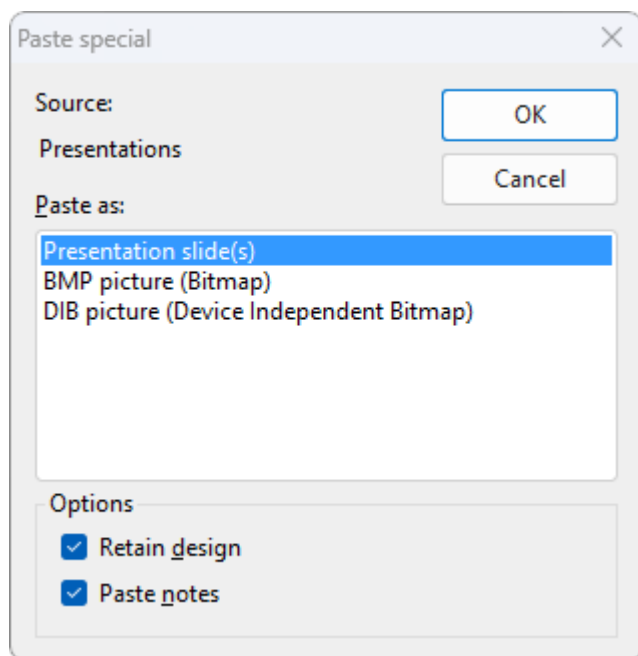 Paste special
Source:
OK
Presentations
Cancel
Paste as:
Presentation slide(s)
BMP picture (Bitmap)
DIB picture (Device Independent Bitmap)
Options
Retain design
Paste notes